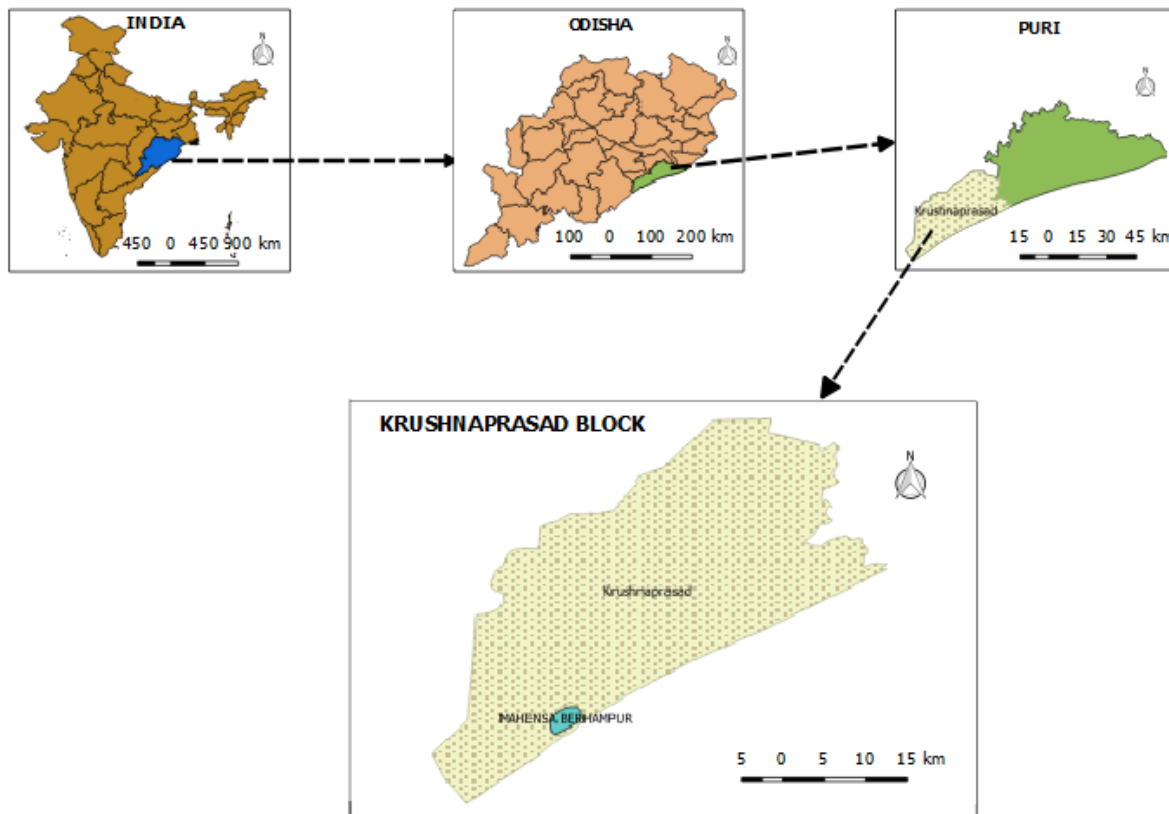 INDIA
N
450 0 450 900 km
ODISHA
N
100 0 100 200 km
PURI
N
Krushnaprasad
15 0 15 30 45 km
KRUSHNAPRASAD BLOCK
N
Krushnaprasad
MAHENSA BERHAMPUR
5 0 5 10 15 km